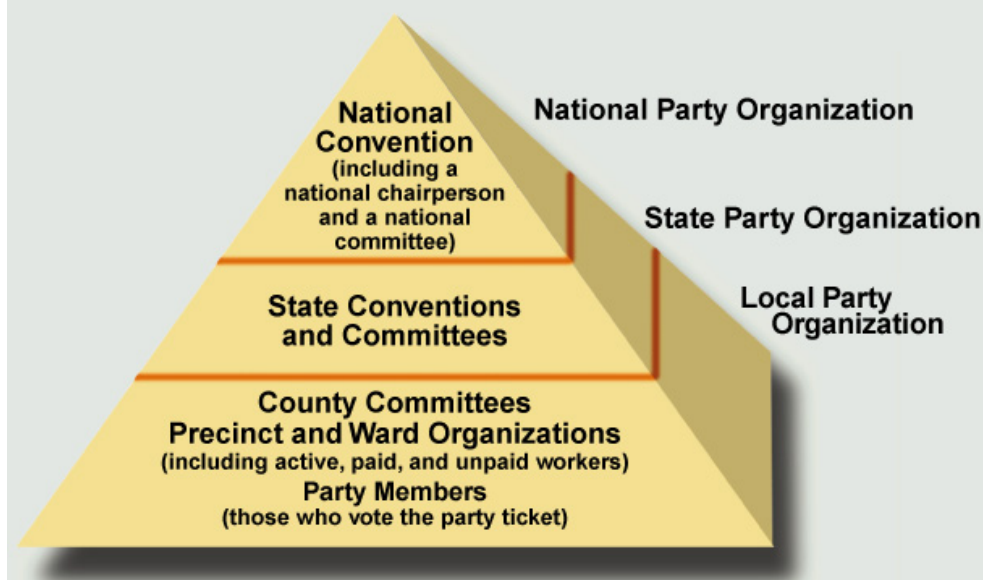 National
Convention
(including a
national chairperson
and a national
committee)
National Party Organization
State Conventions
and Committees
State Party Organization
County Committees
Precinct and Ward Organizations
(including active, paid, and unpaid workers)
Party Members
(those who vote the party ticket)
Local Party
Organization